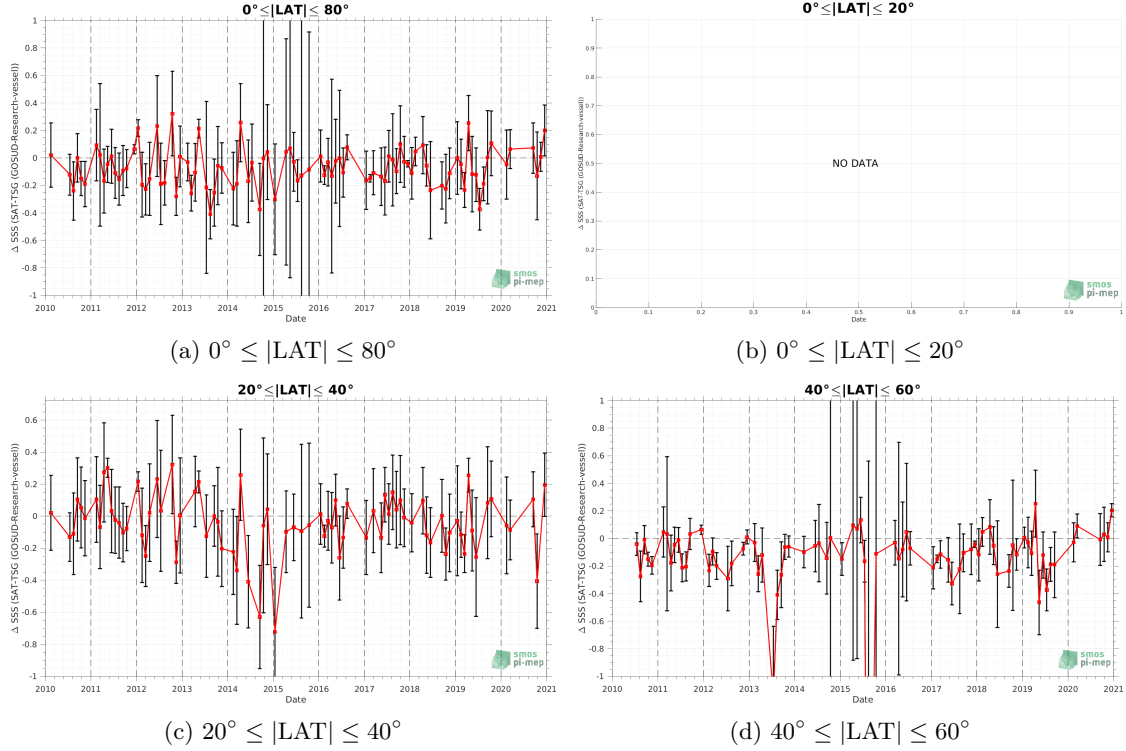 0°≤|LAT|≤ 80°
Δ SSS (SAT-TSG (GOSUD-Research-vessel))
1
0.8
0.6
0.4
0.2
0
-0.2
-0.4
-0.6
-0.8
-1
2010 2011 2012 2013 2014 2015 2016 2017 2018 2019 2020 2021
Date
smos
pi-mep
(a) 0° ≤ |LAT| ≤ 80°
0°≤|LAT|≤ 20°
Δ SSS (SAT-TSG (GOSUD-Research-vessel))
1
0.9
0.8
0.7
0.6
0.5
0.4
0.3
0.2
0.1
0
NO DATA
0 0.1 0.2 0.3 0.4 0.5 0.6 0.7 0.8 0.9 1
Date
smos
pi-mep
(b) 0° ≤ |LAT| ≤ 20°
20°≤|LAT|≤ 40°
Δ SSS (SAT-TSG (GOSUD-Research-vessel))
0.6
0.4
0.2
0
-0.2
-0.4
-0.6
-0.8
-1
2010 2011 2012 2013 2014 2015 2016 2017 2018 2019 2020 2021
Date
smos
pi-mep
(c) 20° ≤ |LAT| ≤ 40°
40°≤|LAT|≤ 60°
Δ SSS (SAT-TSG (GOSUD-Research-vessel))
1
0.8
0.6
0.4
0.2
0
-0.2
-0.4
-0.6
-0.8
-1
2010 2011 2012 2013 2014 2015 2016 2017 2018 2019 2020 2021
Date
smos
pi-mep
(d) 40° ≤ |LAT| ≤ 60°